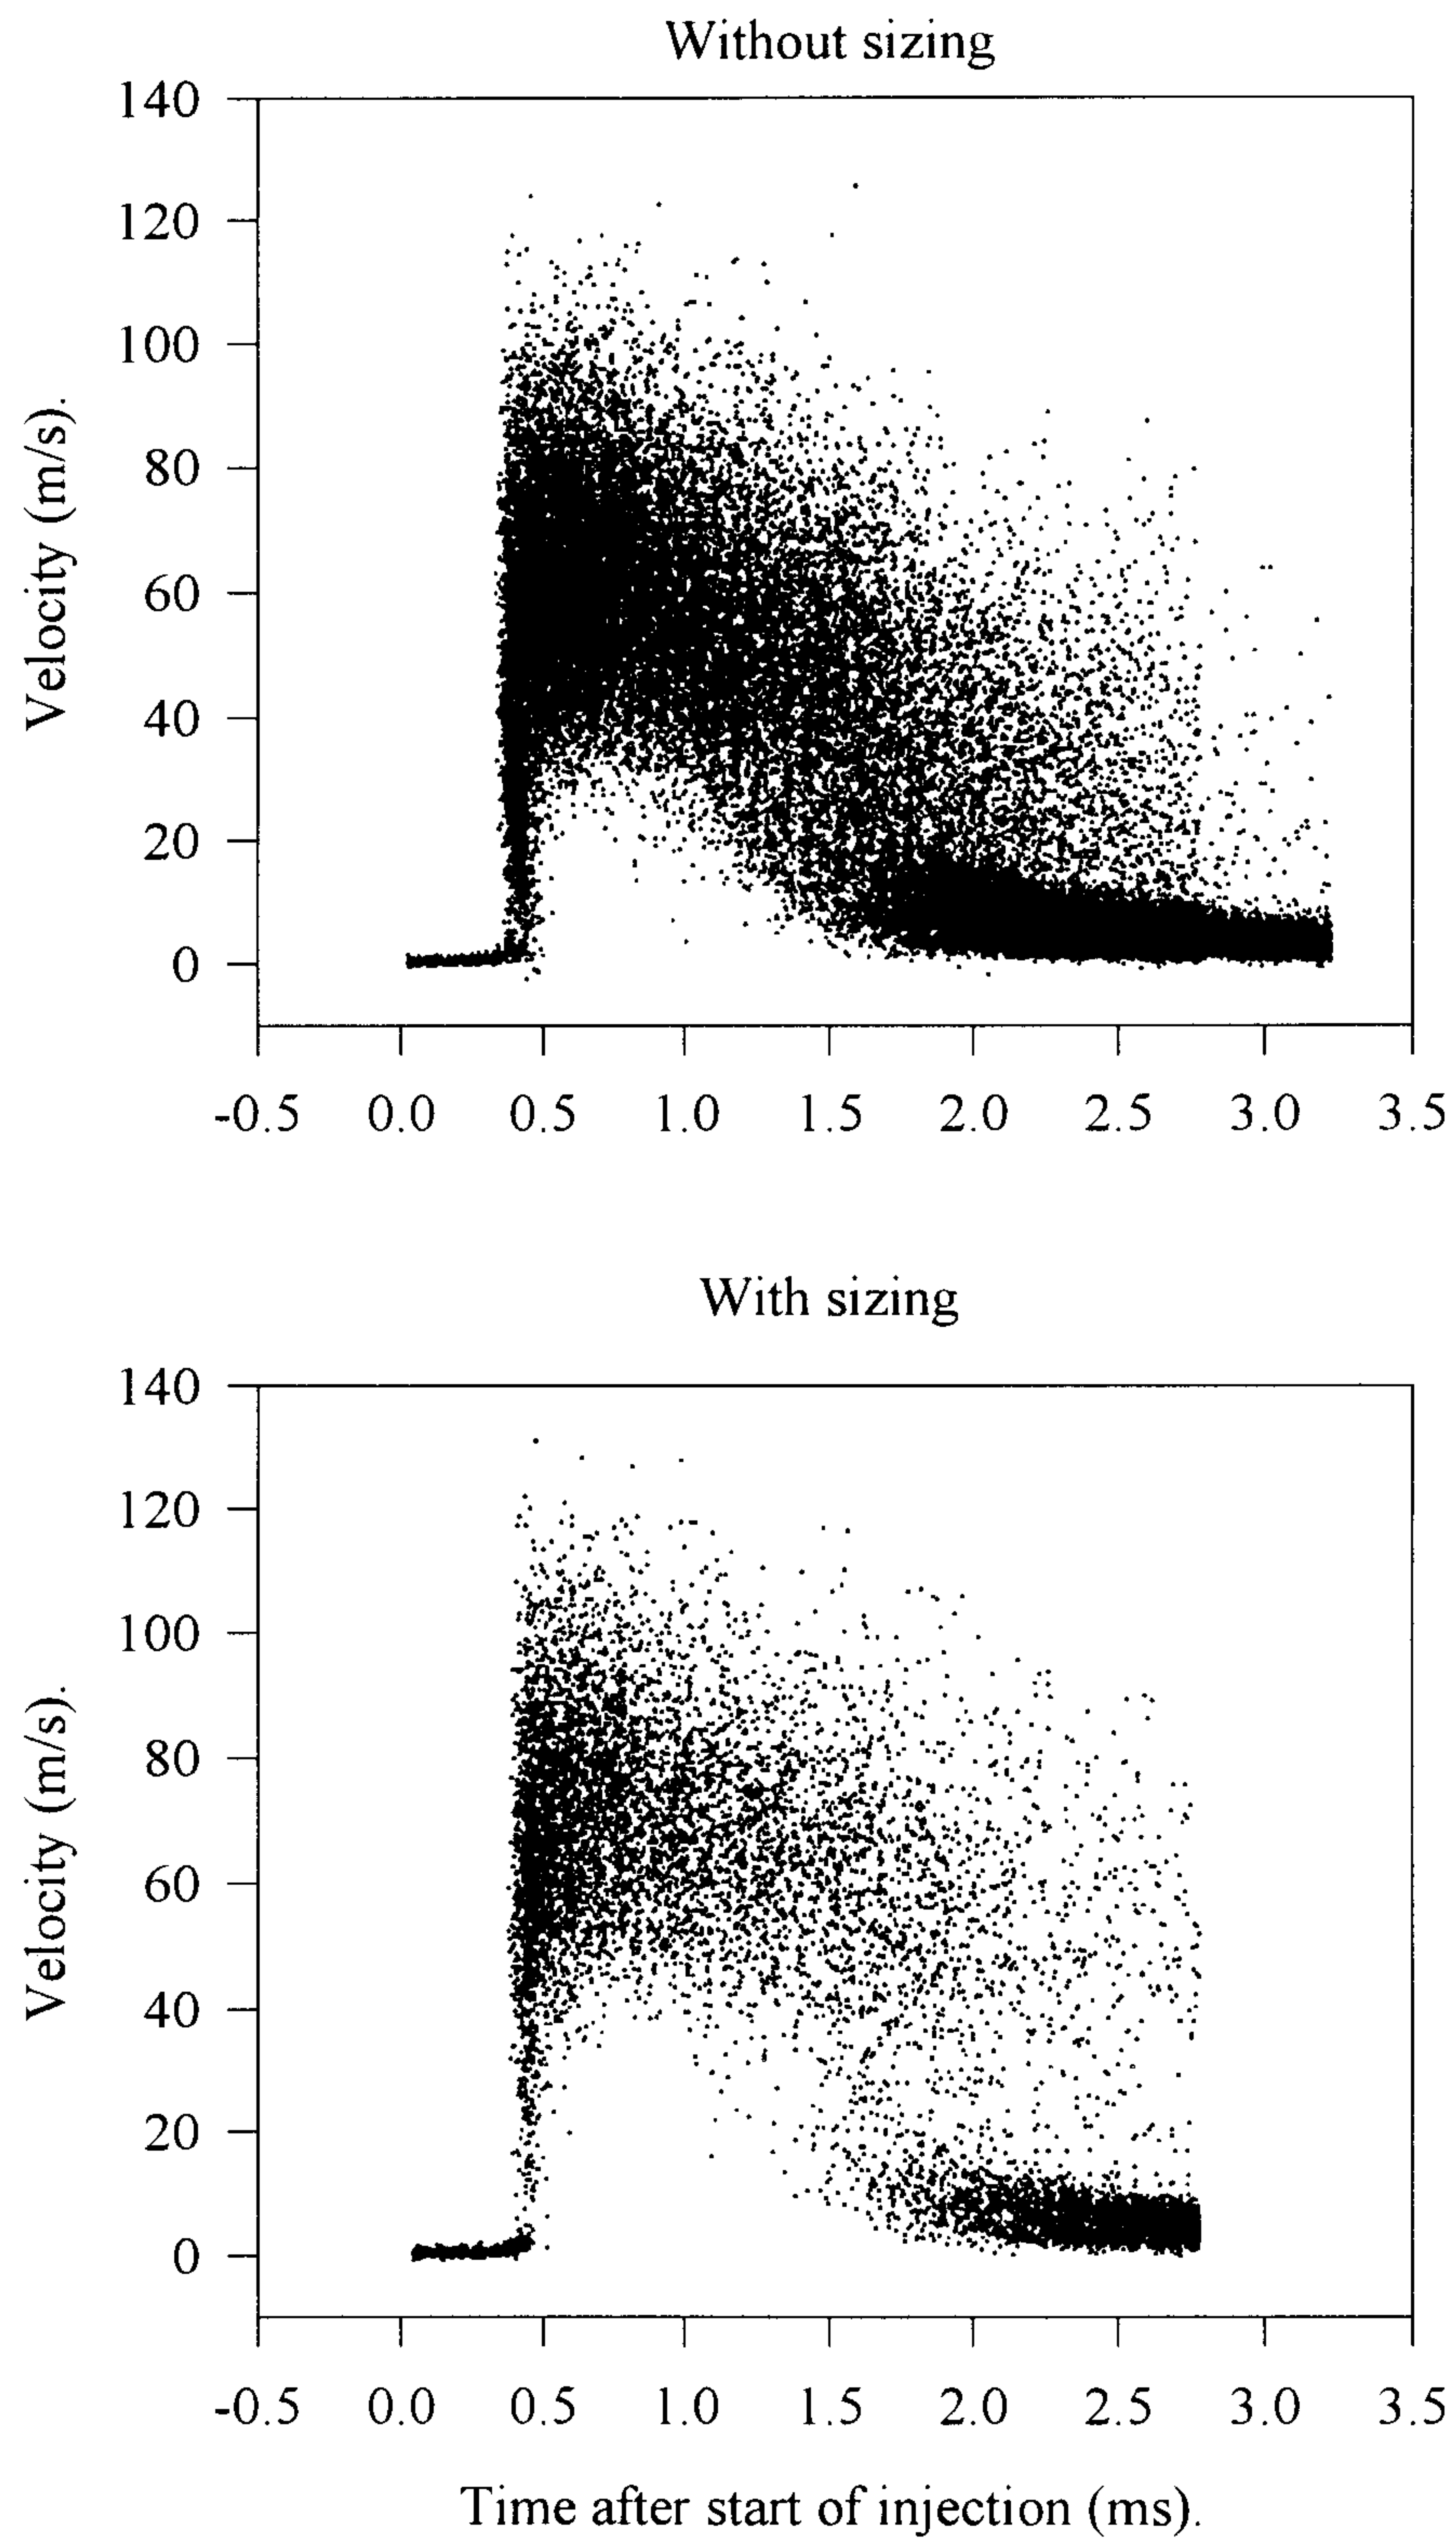 Without sizing
140
120
100
80
60
40
20
0
Velocity (m/s).
-0.5 0.0 0.5 1.0 1.5 2.0 2.5 3.0 3.5
With sizing
140
120
100
80
60
40
20
0
Velocity (m/s).
-0.5 0.0 0.5 1.0 1.5 2.0 2.5 3.0 3.5
Time after start of injection (ms).